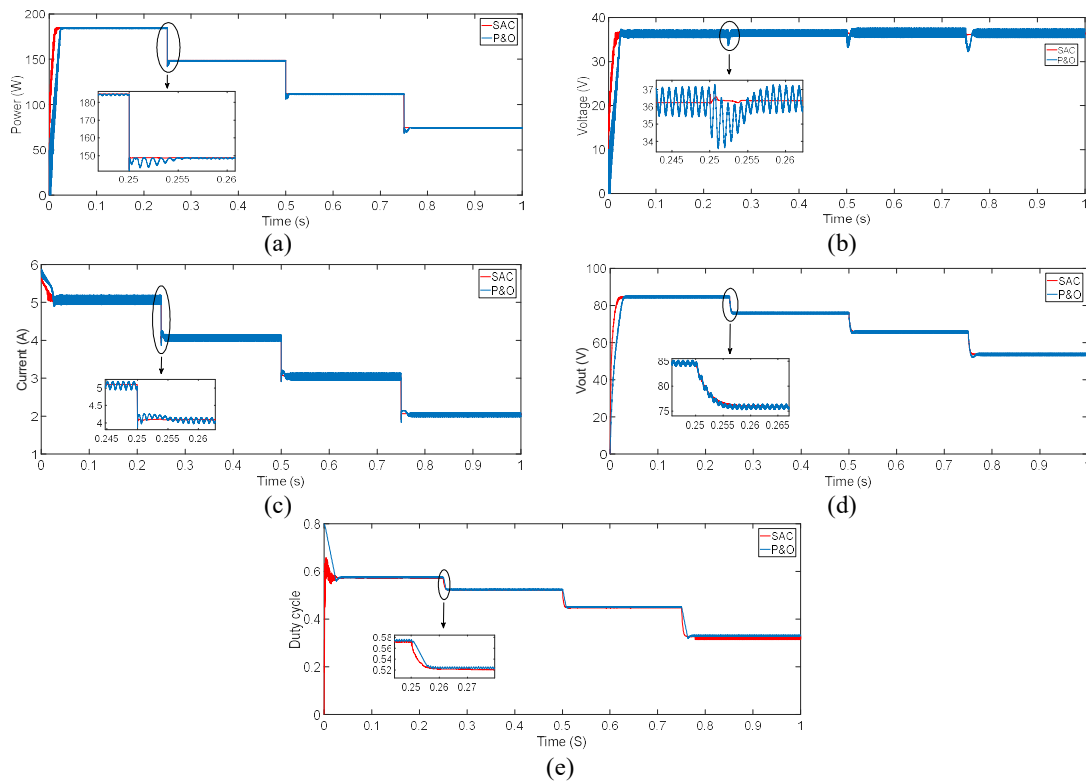 200
150
100
50
0
Power (W)
SAC
P&O
180
170
160
150
0.25 0.255 0.26
0 0.1 0.2 0.3 0.4 0.5 0.6 0.7 0.8 0.9 1
Time (s)
(a)
40
30
20
10
0
Voltage (V)
SAC
P&O
37
36
35
34
0.245 0.25 0.255 0.26
0 0.1 0.2 0.3 0.4 0.5 0.6 0.7 0.8 0.9 1
Time (s)
(b)
6
5
4
3
2
1
Current (A)
SAC
P&O
5
4.5
4
0.245 0.25 0.255 0.26
0 0.1 0.2 0.3 0.4 0.5 0.6 0.7 0.8 0.9 1
Time (s)
(c)
100
80
60
40
20
0
Vout (V)
SAC
P&O
85
80
75
0.25 0.255 0.26 0.265
0 0.1 0.2 0.3 0.4 0.5 0.6 0.7 0.8 0.9 1
Time (s)
(d)
0.8
0.6
0.4
0.2
0
Duty cycle
SAC
P&O
0.58
0.56
0.54
0.52
0.25 0.26 0.27
0 0.1 0.2 0.3 0.4 0.5 0.6 0.7 0.8 0.9 1
Time (S)
(e)